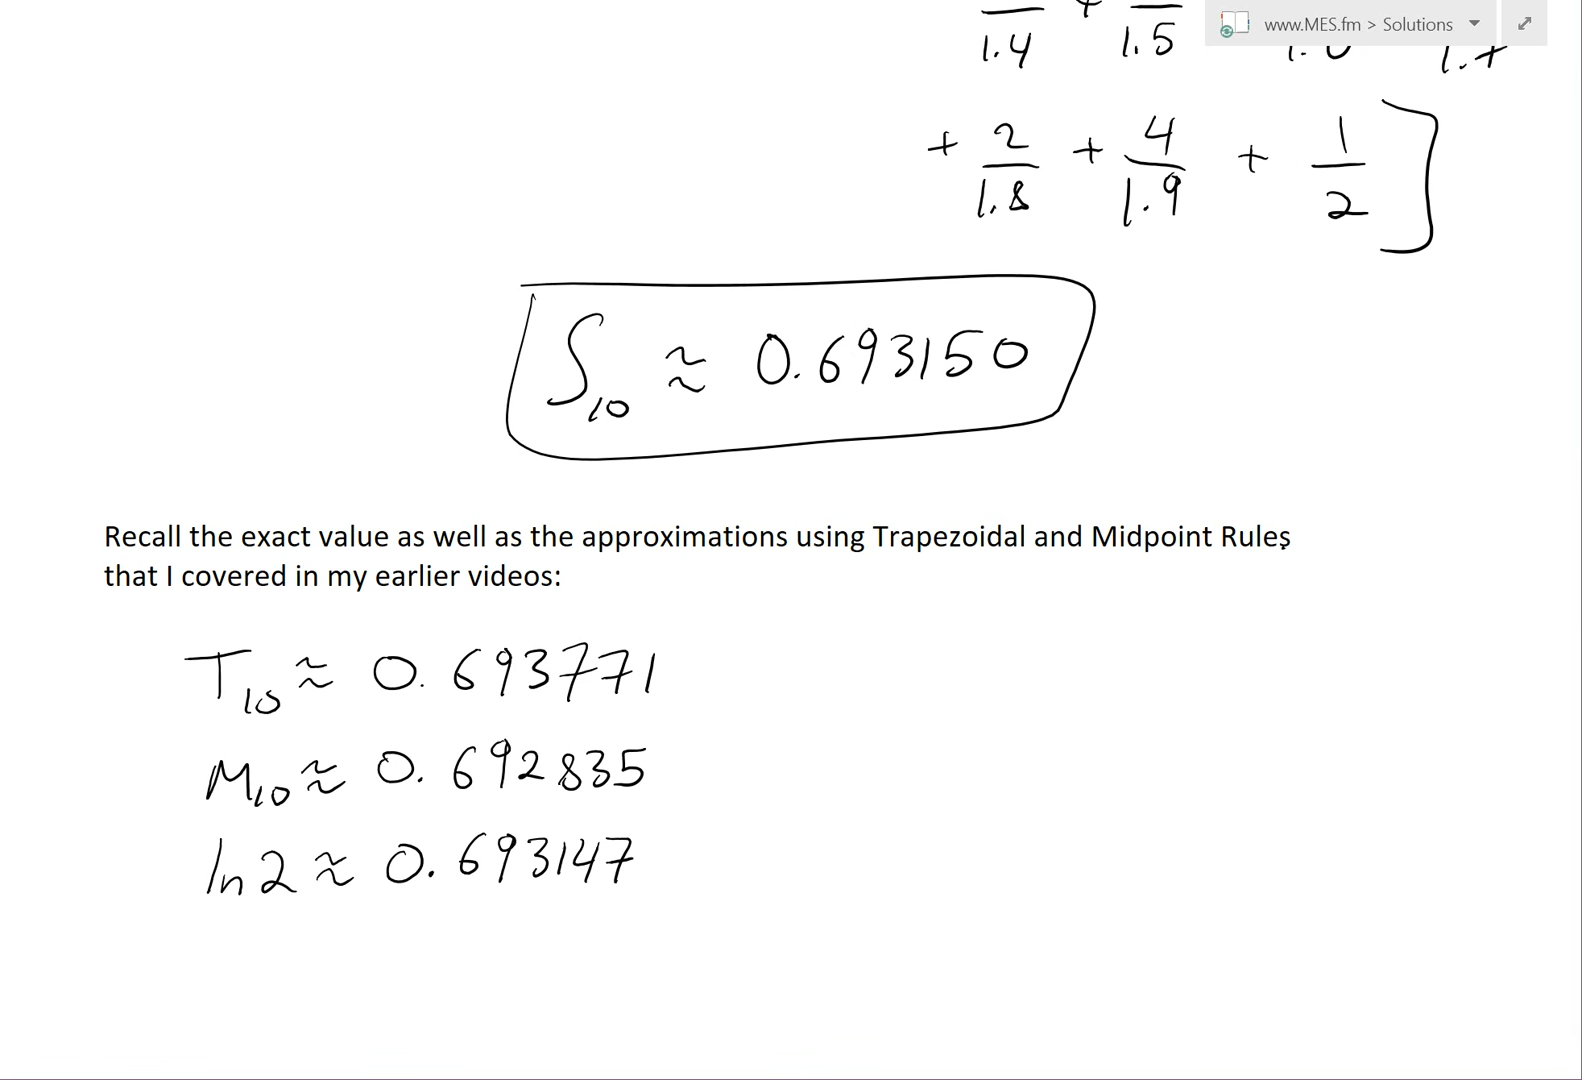 www.MES.fm > Solutions
1.4 + 1.5
+ 2/1.8 + 4/1.9 + 1/2 ]
S₁₀ ≈ 0.693150
Recall the exact value as well as the approximations using Trapezoidal and Midpoint Rules
that I covered in my earlier videos:
T₁₀ ≈ 0.693771
M₁₀ ≈ 0.692835
ln 2 ≈ 0.693147